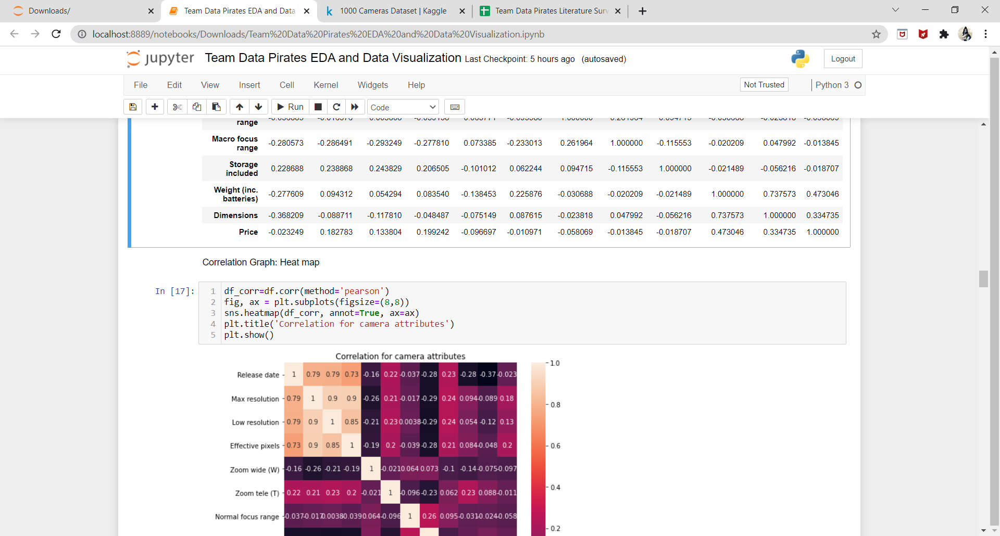 Downloads/
Team Data Pirates EDA and Data
1000 Cameras Dataset | Kaggle
Team Data Pirates Literature Surv
localhost:8889/notebooks/Downloads/Team%20Data%20Pirates%20EDA%20and%20Data%20Visualization.ipynb
jupyter Team Data Pirates EDA and Data Visualization Last Checkpoint: 5 hours ago (autosaved)
Logout
File Edit View Insert Cell Kernel Widgets Help
Not Trusted
Python 3
Run
Code
range
Macro focus range -0.280573 -0.286491 -0.293249 -0.277810 0.073385 -0.233013 0.261964 1.000000 -0.115553 -0.020209 0.047992 -0.013845
Storage included 0.228688 0.238868 0.243829 0.206505 -0.101012 0.062244 0.094715 -0.115553 1.000000 -0.021489 -0.056216 -0.018707
Weight (inc. batteries) -0.277609 0.094312 0.054294 0.083540 -0.138453 0.225876 -0.030688 -0.020209 -0.021489 1.000000 0.737573 0.473046
Dimensions -0.368209 -0.088711 -0.117810 -0.048487 -0.075149 0.087615 -0.023818 0.047992 -0.056216 0.737573 1.000000 0.334735
Price -0.023249 0.182783 0.133804 0.199242 -0.096697 -0.010971 -0.058069 -0.013845 -0.018707 0.473046 0.334735 1.000000
Correlation Graph: Heat map
In [17]:
1 df_corr=df.corr(method='pearson')
2 fig, ax = plt.subplots(figsize=(8,8))
3 sns.heatmap(df_corr, annot=True, ax=ax)
4 plt.title('Correlation for camera attributes')
5 plt.show()
Correlation for camera attributes
Release date 1 0.79 0.79 0.73 -0.16 0.22 -0.037 -0.28 0.23 -0.28 -0.37 -0.023
Max resolution 0.79 1 0.9 0.9 -0.26 0.21 -0.017 -0.29 0.24 0.094 -0.089 0.18
Low resolution 0.79 0.9 1 0.85 -0.21 0.23 0.0038 -0.29 0.24 0.054 -0.12 0.13
Effective pixels 0.73 0.9 0.85 1 -0.19 0.2 -0.039 -0.28 0.21 0.084 -0.048 0.2
Zoom wide (W) -0.16 -0.26 -0.21 -0.19 1 -0.021 0.064 0.073 -0.1 -0.14 -0.075 -0.097
Zoom tele (T) 0.22 0.21 0.23 0.2 -0.021 1 -0.096 -0.23 0.062 0.23 0.088 -0.011
Normal focus range -0.037 -0.017 0.0038 -0.039 0.064 -0.096 1 0.26 0.095 -0.031 -0.024 -0.058
1.0
0.8
0.6
0.4
0.2